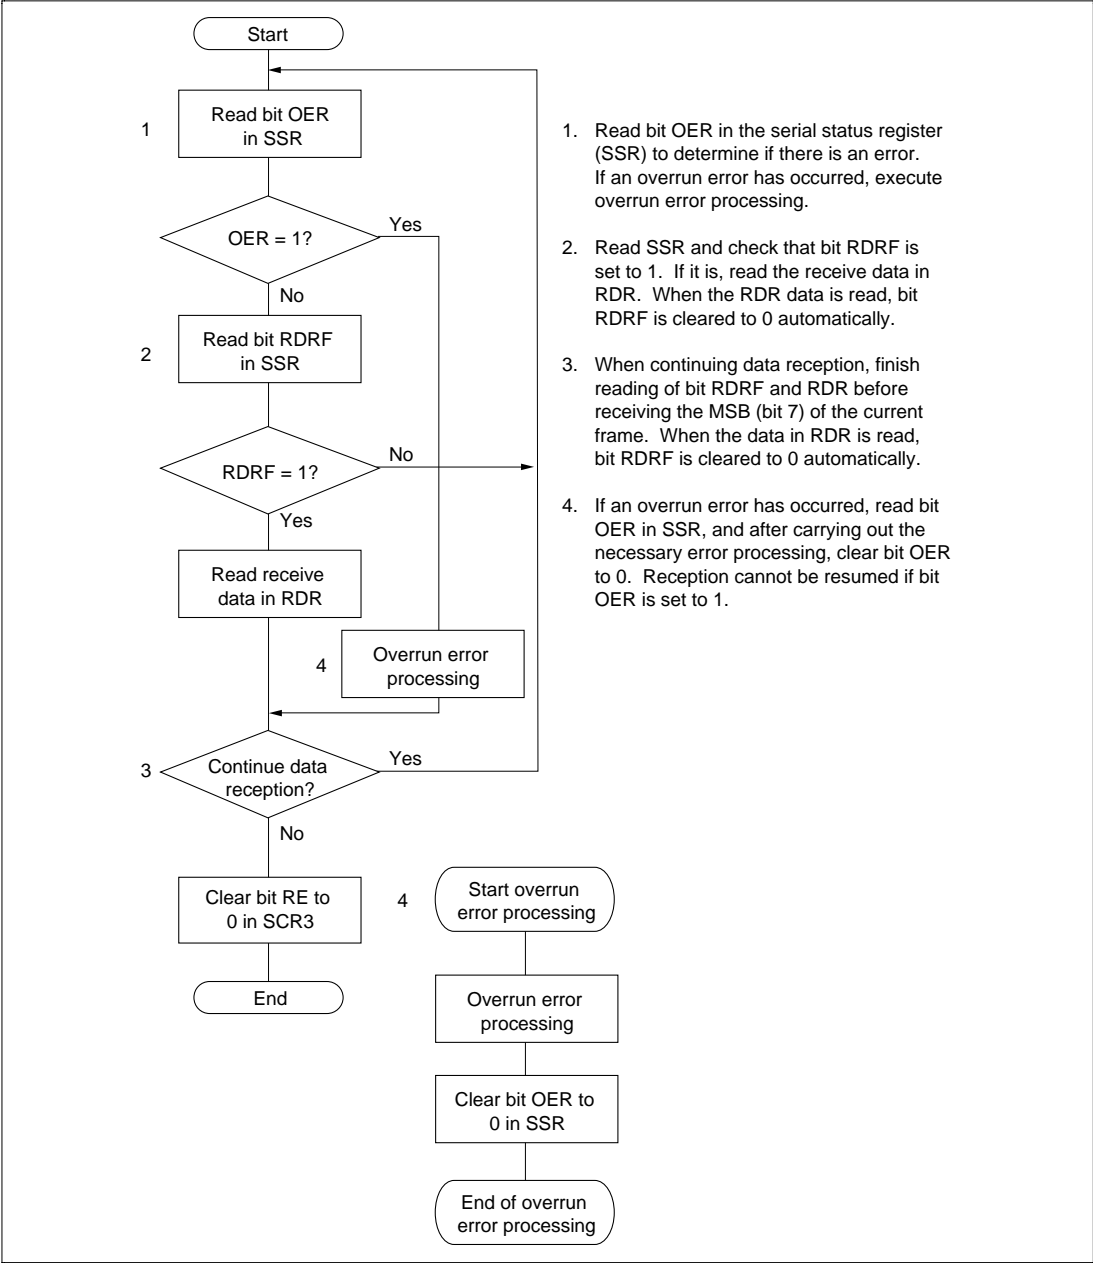 Start
1
Read bit OER
in SSR
OER = 1?
Yes
No
2
Read bit RDRF
in SSR
RDRF = 1?
No
Yes
Read receive
data in RDR
4
Overrun error
processing
3
Continue data
reception?
Yes
No
Clear bit RE to
0 in SCR3
End
4
Start overrun
error processing
Overrun error
processing
Clear bit OER to
0 in SSR
End of overrun
error processing
1. Read bit OER in the serial status register
(SSR) to determine if there is an error.
If an overrun error has occurred, execute
overrun error processing.
2. Read SSR and check that bit RDRF is
set to 1. If it is, read the receive data in
RDR. When the RDR data is read, bit
RDRF is cleared to 0 automatically.
3. When continuing data reception, finish
reading of bit RDRF and RDR before
receiving the MSB (bit 7) of the current
frame. When the data in RDR is read,
bit RDRF is cleared to 0 automatically.
4. If an overrun error has occurred, read bit
OER in SSR, and after carrying out the
necessary error processing, clear bit OER
to 0. Reception cannot be resumed if bit
OER is set to 1.